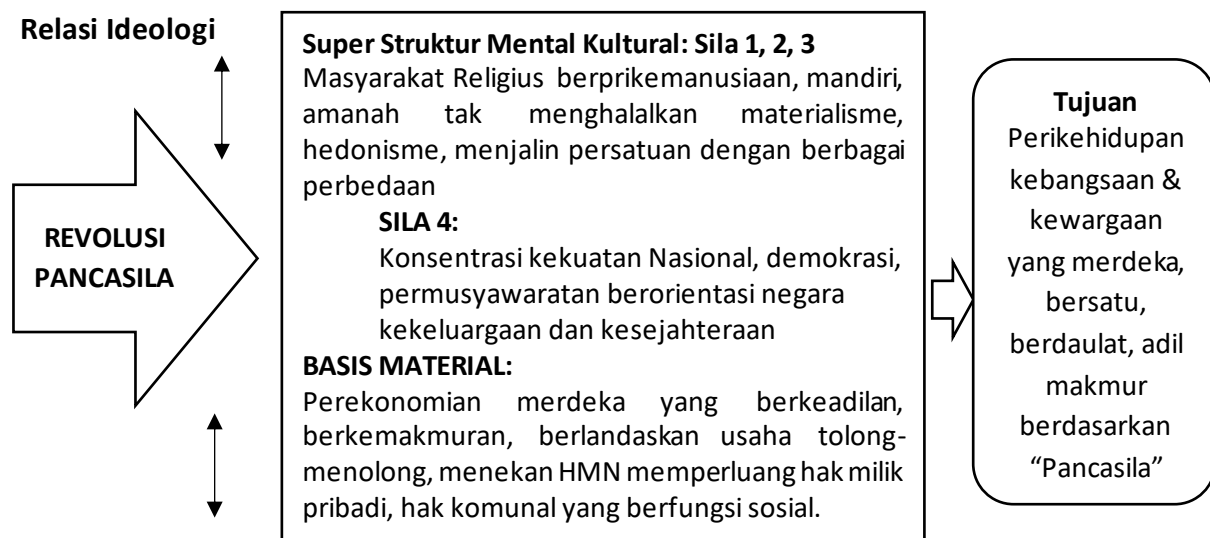 Relasi Ideologi
REVOLUSI
PANCASILA
Super Struktur Mental Kultural: Sila 1, 2, 3
Masyarakat Religius berprikemanusiaan, mandiri,
amanah tak menghalalkan materialisme,
hedonisme, menjalin persatuan dengan berbagai
perbedaan
SILA 4:
Konsentrasi kekuatan Nasional, demokrasi,
permusyawaratan berorientasi negara
kekeluargaan dan kesejahteraan
BASIS MATERIAL:
Perekonomian merdeka yang berkeadilan,
berkemakmuran, berlandaskan usaha tolong-
menolong, menekan HMN memperluang hak milik
pribadi, hak komunal yang berfungsi sosial.
Tujuan
Perikehidupan
kebangsaan &
kewargaan
yang merdeka,
bersatu,
berdaulat, adil
makmur
berdasarkan
“Pancasila”